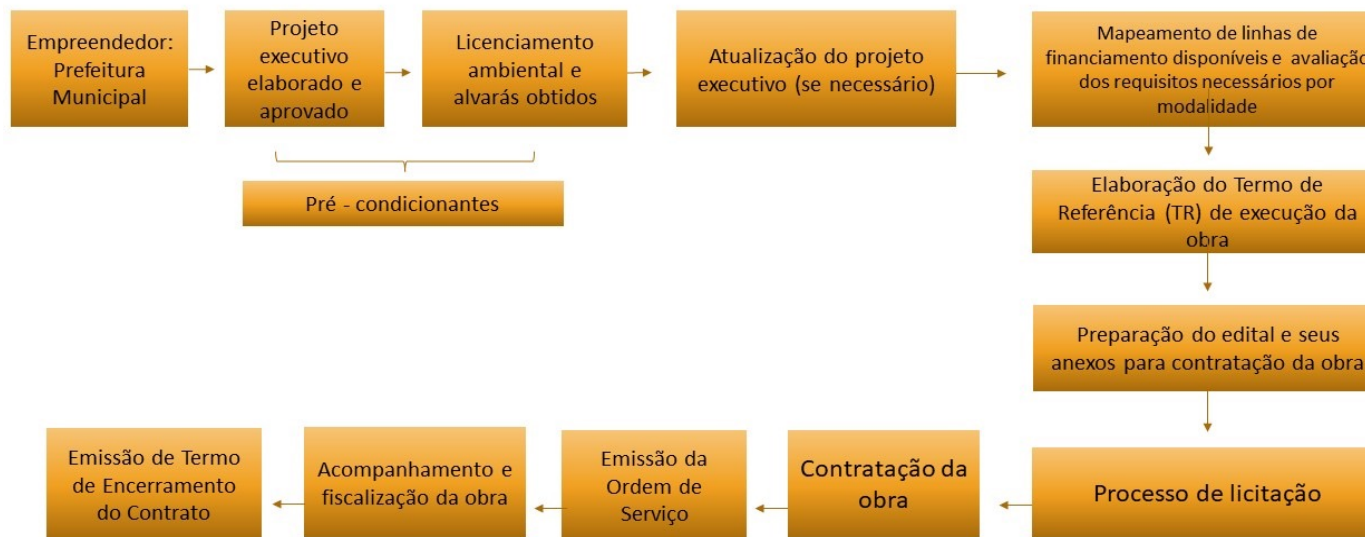 Empreendedor:
Prefeitura
Municipal
Projeto
executivo
elaborado e
aprovado
Licenciamento
ambiental e
alvarás obtidos
Atualização do projeto
executivo (se necessário)
Mapeamento de linhas de
financiamento disponíveis e avaliação
dos requisitos necessários por
modalidade
Pré - condicionantes
Elaboração do Termo de
Referência (TR) de execução da
obra
Preparação do edital e seus
anexos para contratação da obra
Processo de licitação
Contratação da
obra
Emissão da
Ordem de
Serviço
Acompanhamento e
fiscalização da obra
Emissão de Termo
de Encerramento
do Contrato